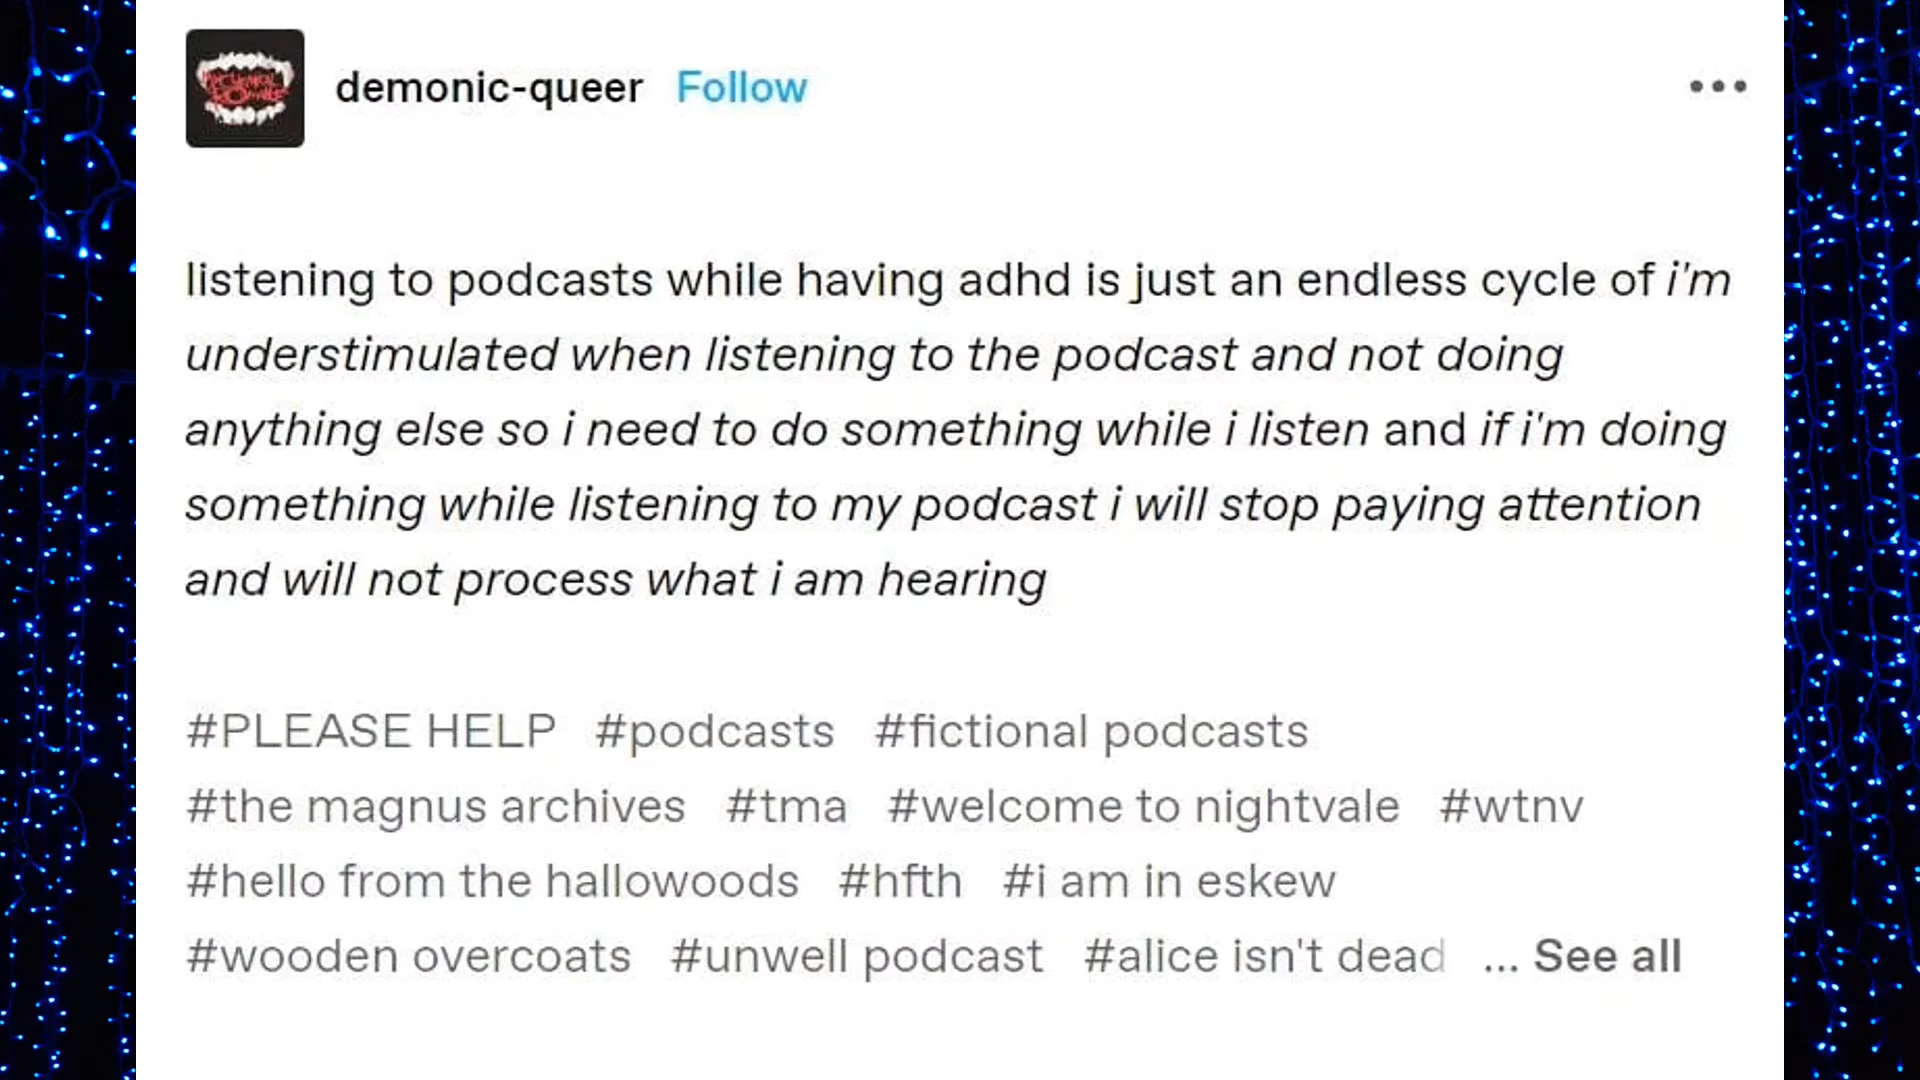 demonic-queer Follow
listening to podcasts while having adhd is just an endless cycle of i'm
understimulated when listening to the podcast and not doing
anything else so i need to do something while i listen and if i'm doing
something while listening to my podcast i will stop paying attention
and will not process what i am hearing
#PLEASE HELP #podcasts #fictional podcasts
#the magnus archives #tma #welcome to nightvale #wtnv
#hello from the hallowoods #hfth #i am in eskew
#wooden overcoats #unwell podcast #alice isn't dead ... See all